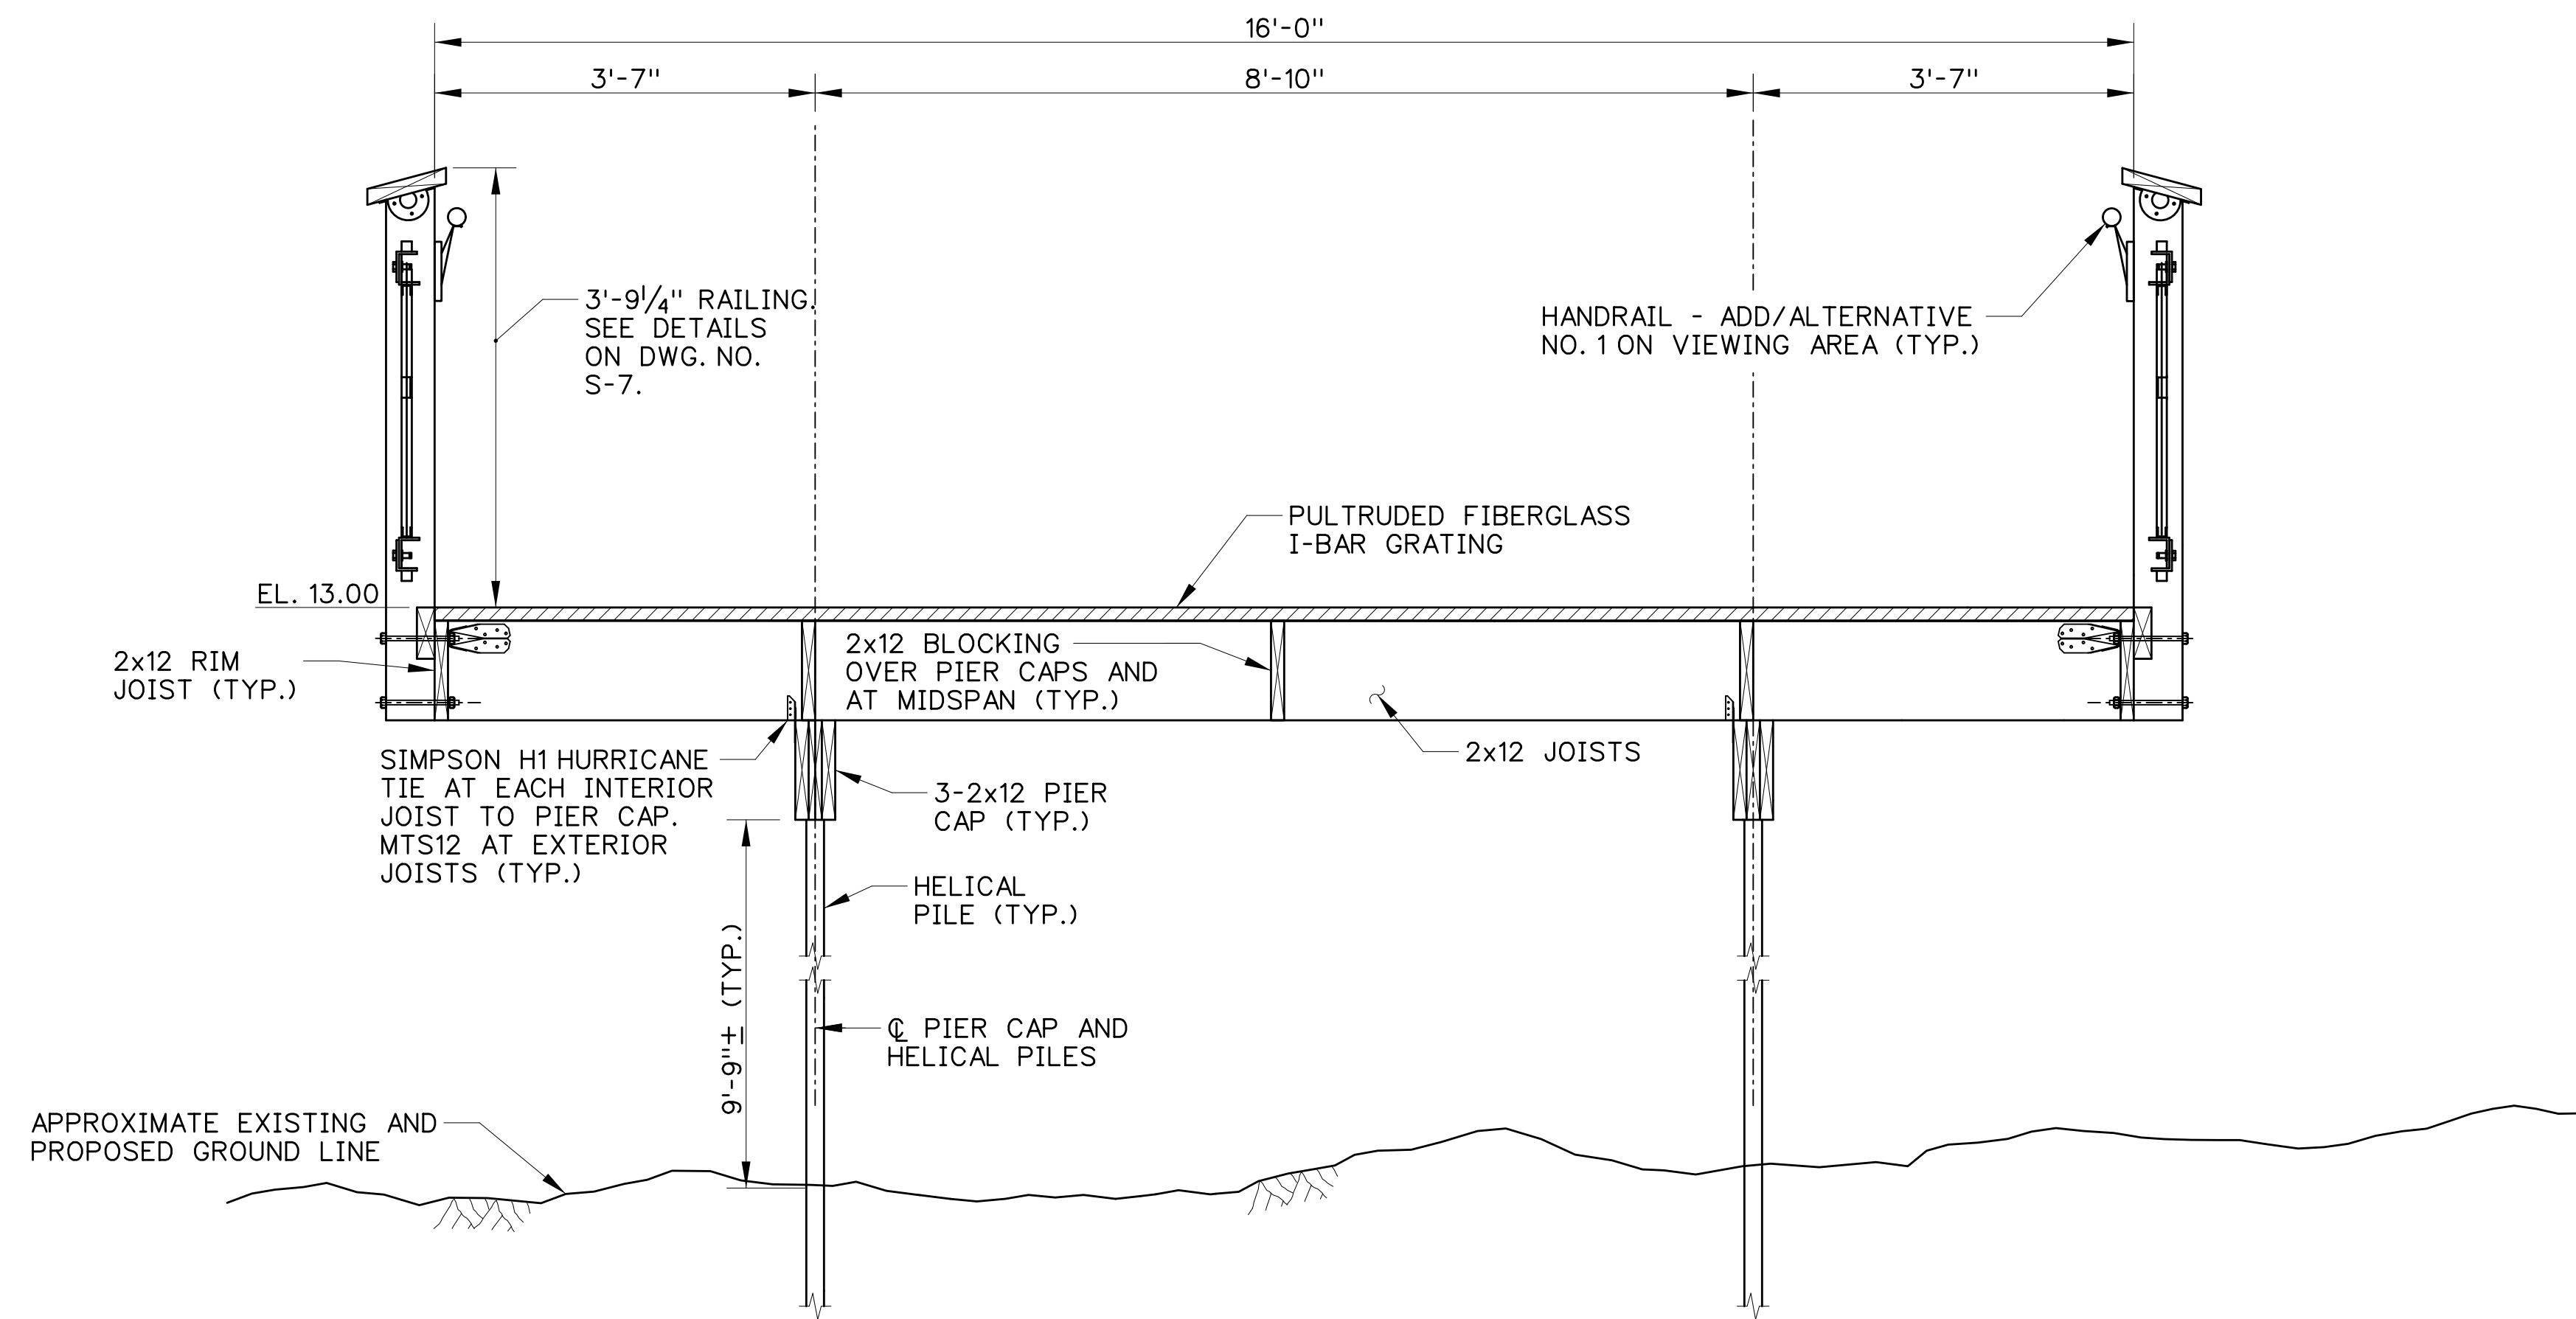 16'-0"
3'-7"
8'-10"
3'-7"
3'-9 1/4" RAILING.
SEE DETAILS
ON DWG. NO.
S-7.
HANDRAIL - ADD/ALTERNATIVE
NO. 1 ON VIEWING AREA (TYP.)
PULTRUDED FIBERGLASS
I-BAR GRATING
EL. 13.00
2x12 RIM
JOIST (TYP.)
2x12 BLOCKING
OVER PIER CAPS AND
AT MIDSPAN (TYP.)
2x12 JOISTS
SIMPSON H1 HURRICANE
TIE AT EACH INTERIOR
JOIST TO PIER CAP.
MTS12 AT EXTERIOR
JOISTS (TYP.)
3-2x12 PIER
CAP (TYP.)
HELICAL
PILE (TYP.)
9'-9"± (TYP.)
℄ PIER CAP AND
HELICAL PILES
APPROXIMATE EXISTING AND
PROPOSED GROUND LINE